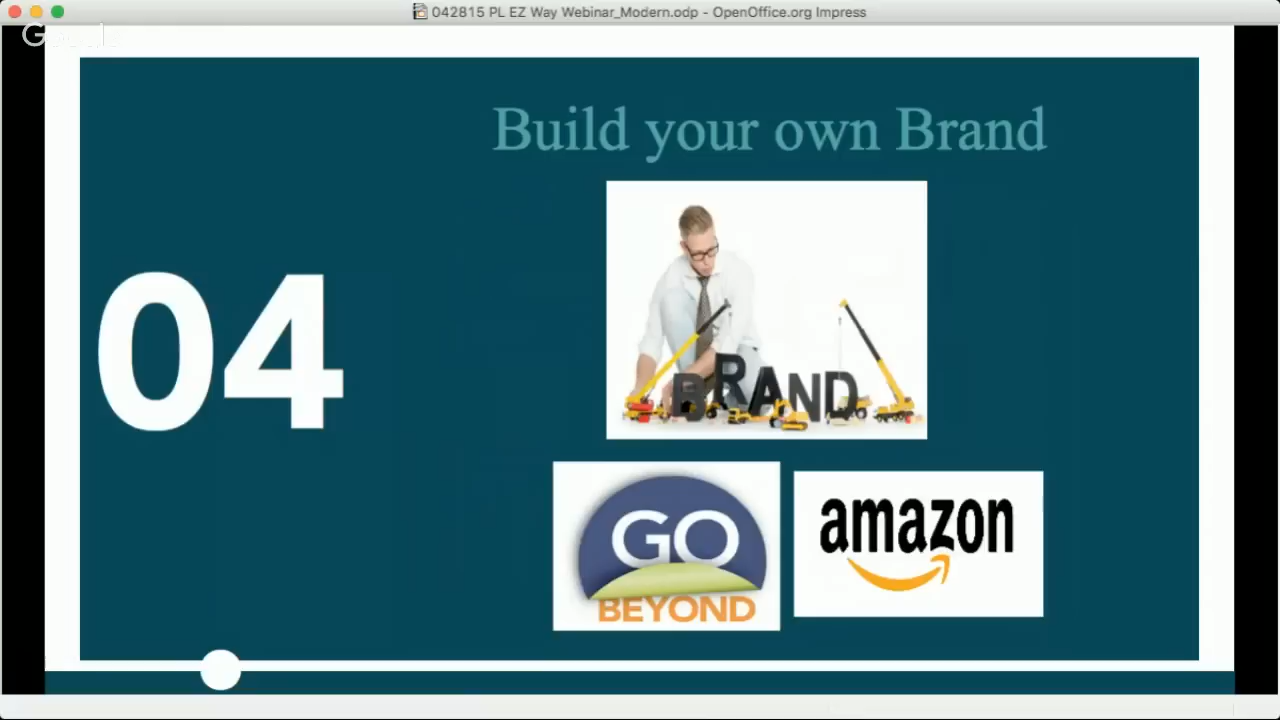 042815 PL EZ Way Webinar_Modern.odp - OpenOffice.org Impress
Build your own Brand
04
BRAND
GO
BEYOND
amazon